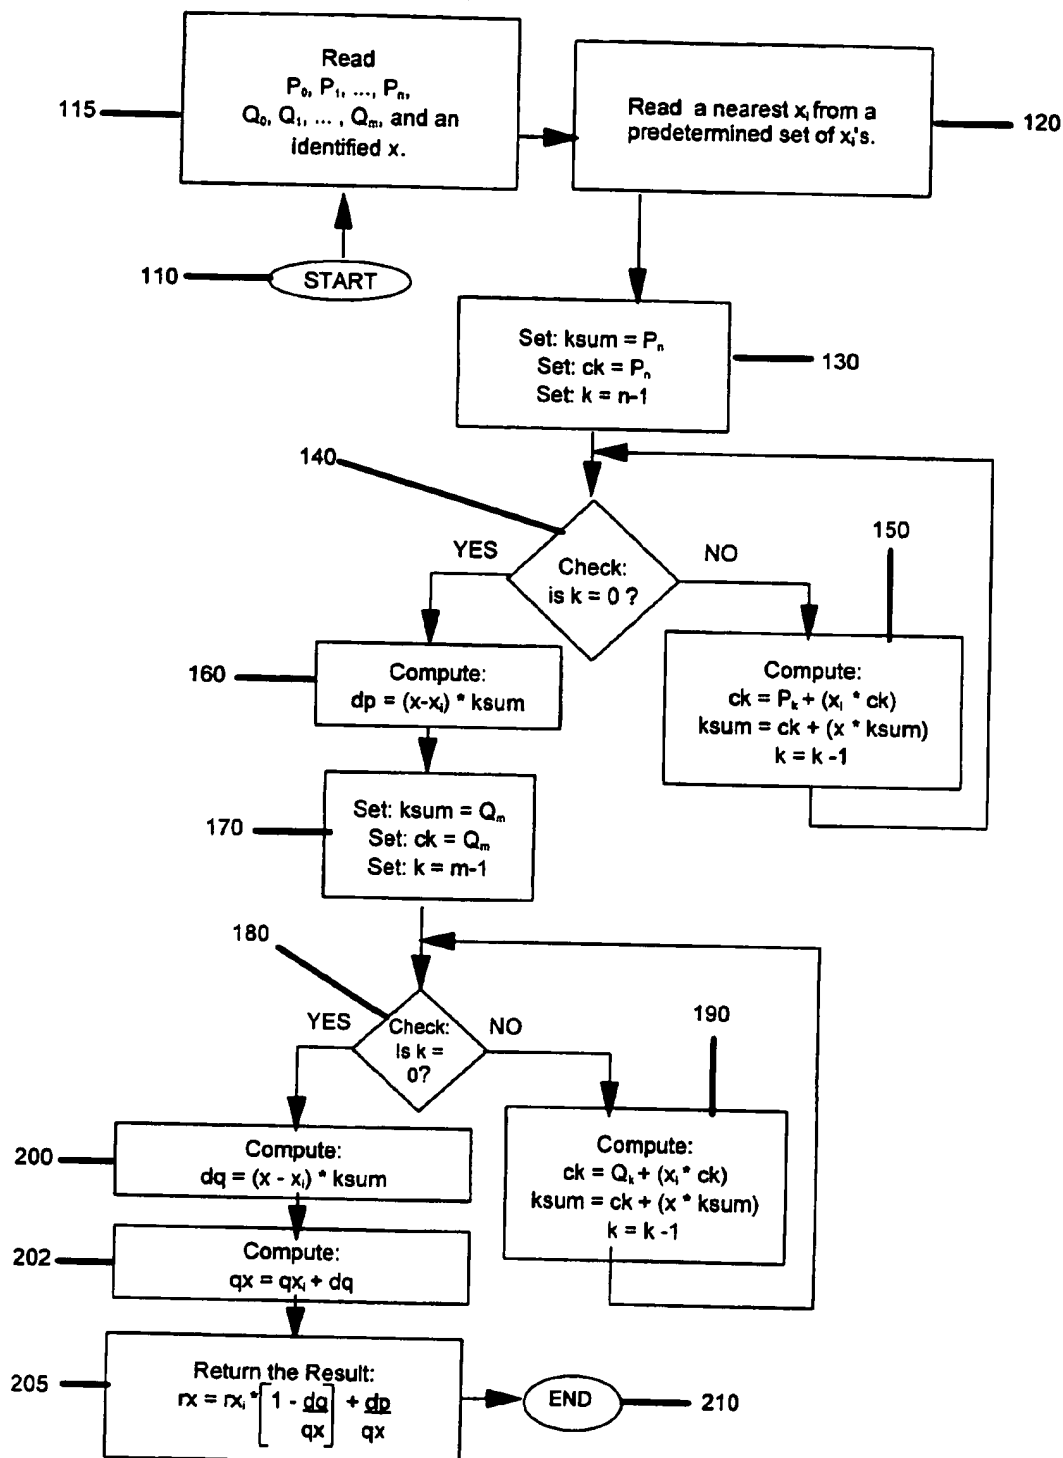 115
Read
P₀, P₁, ..., Pₙ,
Q₀, Q₁, ... , Qₘ, and an
identified x.
Read a nearest xᵢ from a
predetermined set of xᵢ's.
120
110
START
Set: ksum = Pₙ
Set: ck = Pₙ
Set: k = n-1
130
140
YES
NO
Check:
is k = 0 ?
150
160
Compute:
dp = (x-xᵢ) * ksum
Compute:
ck = Pₖ + (xᵢ * ck)
ksum = ck + (x * ksum)
k = k -1
170
Set: ksum = Qₘ
Set: ck = Qₘ
Set: k = m-1
180
YES
NO
Check:
Is k =
0?
190
200
Compute:
dq = (x - xᵢ) * ksum
Compute:
ck = Qₖ + (xᵢ * ck)
ksum = ck + (x * ksum)
k = k -1
202
Compute:
qx = qxᵢ + dq
205
Return the Result:
rx = rxᵢ * [1 - dq/qx] + dp/qx
END
210